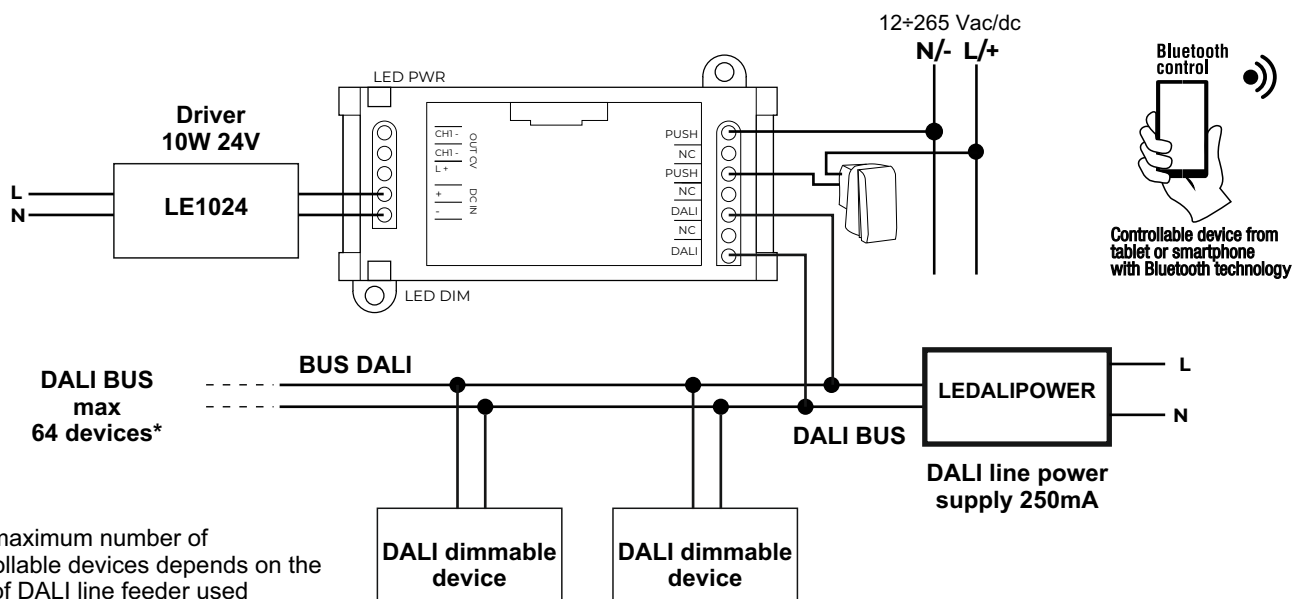 12÷265 Vac/dc
N/- L/+
Bluetooth
control
LED PWR
Driver
10W 24V
LE1024
L
N
CH1 -
CH1 -
L +
+
-
OUT CV
DC IN
PUSH
NC
PUSH
NC
DALI
NC
DALI
Controllable device from
tablet or smartphone
with Bluetooth technology
LED DIM
BUS DALI
DALI BUS
max
64 devices*
DALI BUS
LEDALIPOWER
L
N
DALI line power
supply 250mA
maximum number of
devices depends on the
of DALI line feeder used
DALI dimmable
device
DALI dimmable
device